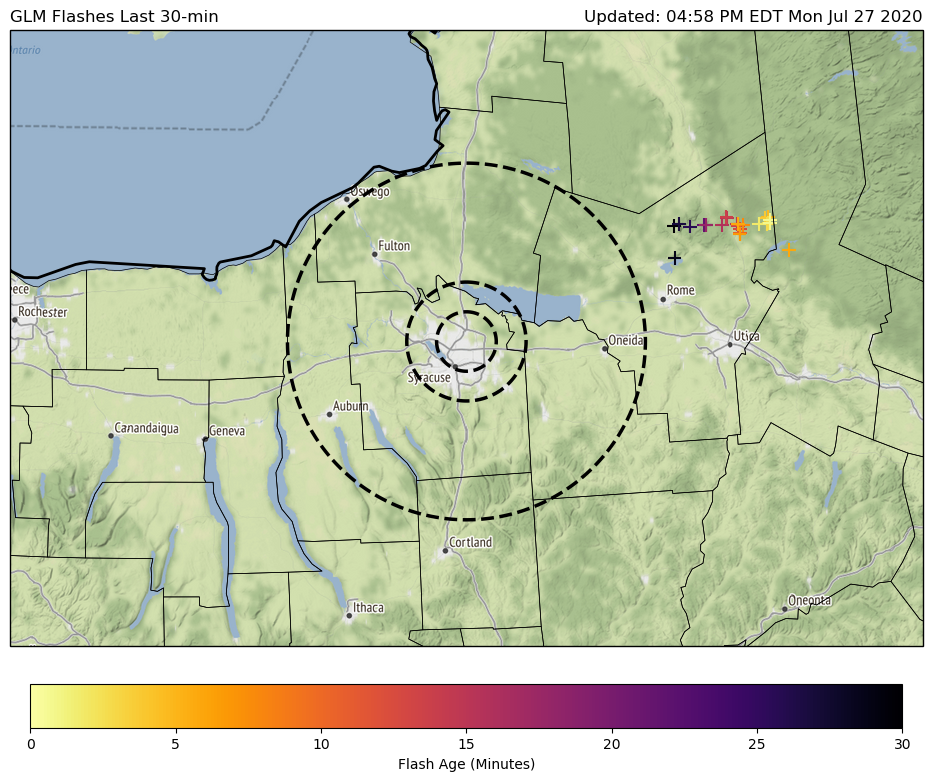 GLM Flashes Last 30-min Updated: 04:58 PM EDT Mon Jul 27 2020
ntario
Oswego
Fulton
ece
Rome
Rochester
Utica
Oneida
Syracuse
Auburn
Canandaigua
Geneva
Cortland
Oneonta
Ithaca
0 5 10 15 20 25 30
Flash Age (Minutes)